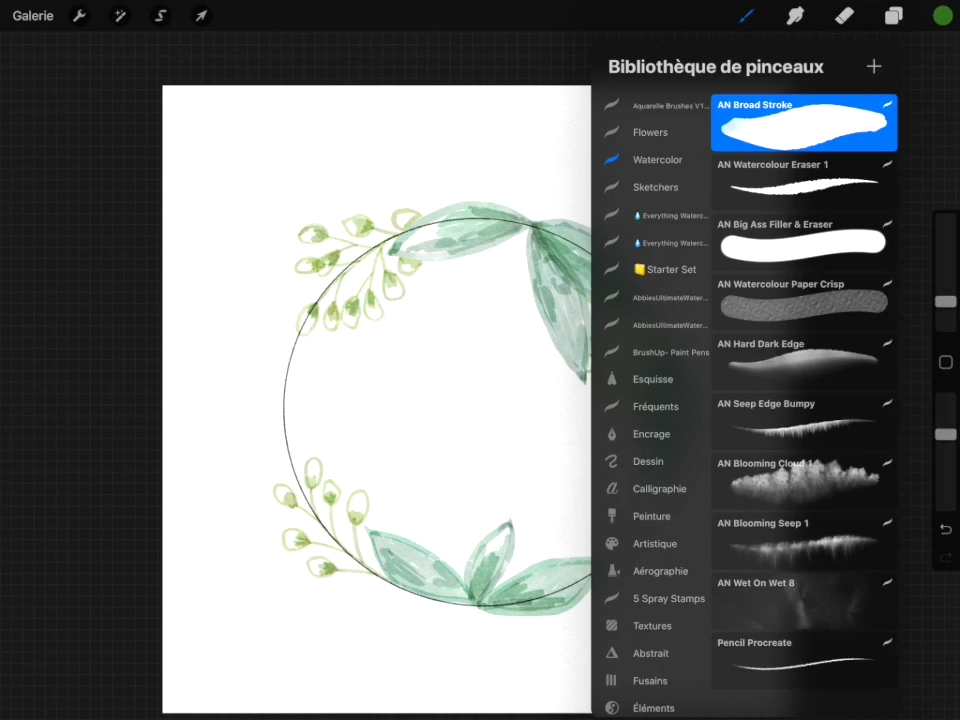 Galerie
Bibliothèque de pinceaux
Aquarelle Brushes V1...
Flowers
Watercolor
Sketchers
Everything Waterc...
Everything Waterc...
Starter Set
AbbiesUltimateWater...
AbbiesUltimateWater...
BrushUp- Paint Pens
Esquisse
Fréquents
Encrage
Dessin
Calligraphie
Peinture
Artistique
Aérographie
5 Spray Stamps
Textures
Abstrait
Fusains
Éléments
AN Broad Stroke
AN Watercolour Eraser 1
AN Big Ass Filler & Eraser
AN Watercolour Paper Crisp
AN Hard Dark Edge
AN Seep Edge Bumpy
AN Blooming Cloud 1
AN Blooming Seep 1
AN Wet On Wet 8
Pencil Procreate